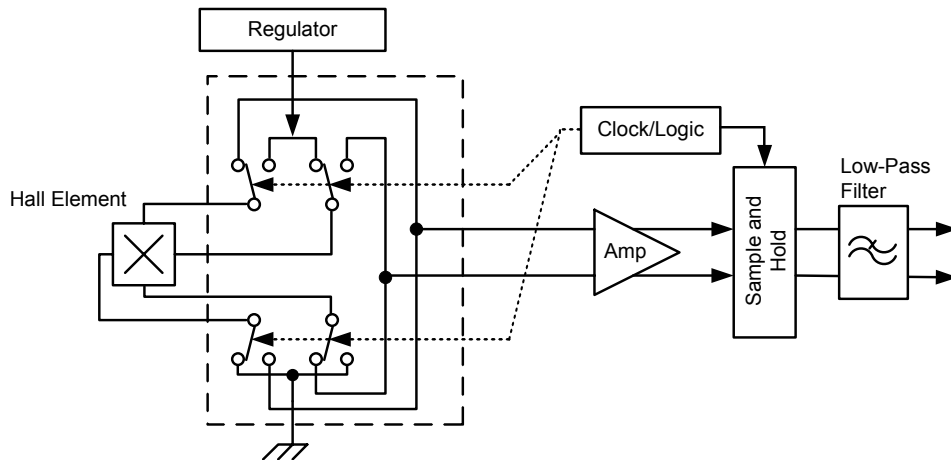 Regulator
Clock/Logic
Low-Pass
Filter
Hall Element
Amp
Sample and
Hold